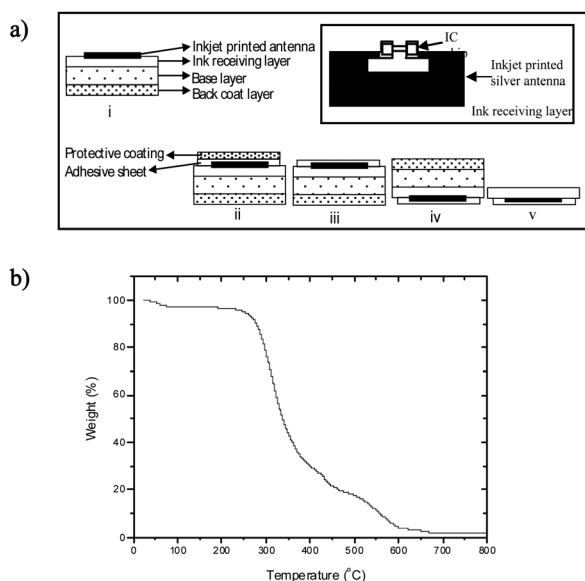 a)
Inkjet printed antenna
Ink receiving layer
Base layer
Back coat layer
i
IC
Inkjet printed
silver antenna
Ink receiving layer
Protective coating
Adhesive sheet
ii
iii
iv
v
b)
100
80
60
40
20
0
Weight (%)
0 100 200 300 400 500 600 700 800
Temperature (°C)